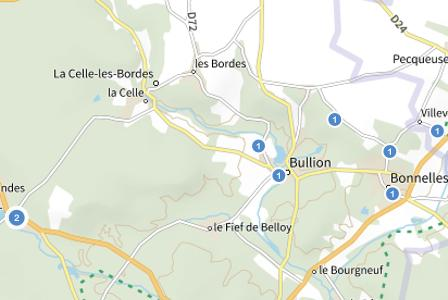 D72
D24
les Bordes
Pecqueuse
La Celle-les-Bordes
la Celle
Villev
1
1
1
1
Bullion
1
Bonnelles
1
ndes
2
le Fief de Belloy
le Bourgneuf